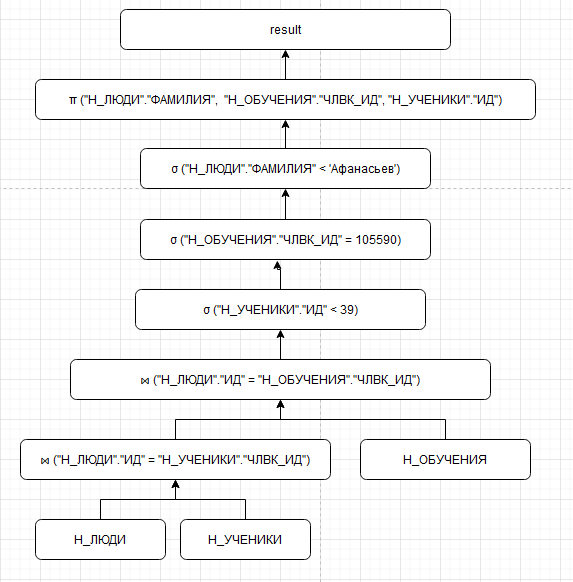 result
π ("Н_ЛЮДИ"."ФАМИЛИЯ", "Н_ОБУЧЕНИЯ"."ЧЛВК_ИД", "Н_УЧЕНИКИ"."ИД")
σ ("Н_ЛЮДИ"."ФАМИЛИЯ" < 'Афанасьев')
σ ("Н_ОБУЧЕНИЯ"."ЧЛВК_ИД" = 105590)
σ ("Н_УЧЕНИКИ"."ИД" < 39)
⋈ ("Н_ЛЮДИ"."ИД" = "Н_ОБУЧЕНИЯ"."ЧЛВК_ИД")
⋈ ("Н_ЛЮДИ"."ИД" = "Н_УЧЕНИКИ"."ЧЛВК_ИД")
Н_ОБУЧЕНИЯ
Н_ЛЮДИ
Н_УЧЕНИКИ